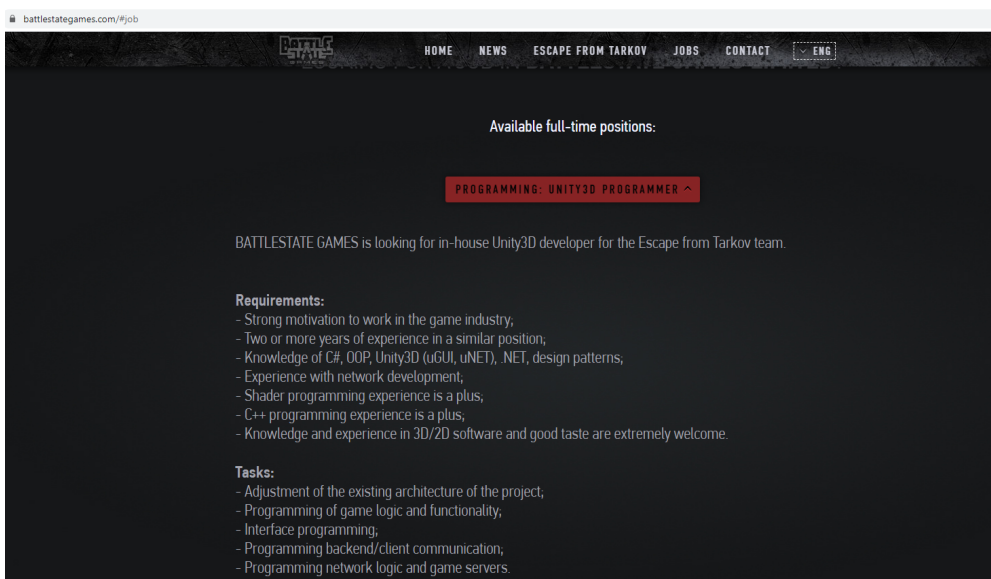 battlestategames.com/#job
BATTLE
STATE
GAMES
HOME NEWS ESCAPE FROM TARKOV JOBS CONTACT ENG
Available full-time positions:
PROGRAMMING: UNITY3D PROGRAMMER
BATTLESTATE GAMES is looking for in-house Unity3D developer for the Escape from Tarkov team.
Requirements:
- Strong motivation to work in the game industry;
- Two or more years of experience in a similar position;
- Knowledge of C#, OOP, Unity3D (uGUI, uNET), .NET, design patterns;
- Experience with network development;
- Shader programming experience is a plus;
- C++ programming experience is a plus;
- Knowledge and experience in 3D/2D software and good taste are extremely welcome.
Tasks:
- Adjustment of the existing architecture of the project;
- Programming of game logic and functionality;
- Interface programming;
- Programming backend/client communication;
- Programming network logic and game servers.